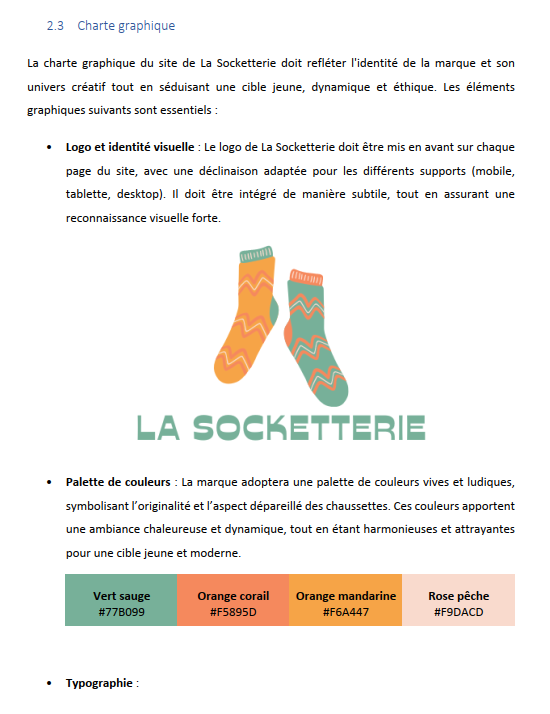 2.3 Charte graphique
La charte graphique du site de La Socketterie doit refléter l'identité de la marque et son
univers créatif tout en séduisant une cible jeune, dynamique et éthique. Les éléments
graphiques suivants sont essentiels :
• Logo et identité visuelle : Le logo de La Socketterie doit être mis en avant sur chaque
page du site, avec une déclinaison adaptée pour les différents supports (mobile,
tablette, desktop). Il doit être intégré de manière subtile, tout en assurant une
reconnaissance visuelle forte.
LA SOCKETTERIE
• Palette de couleurs : La marque adoptera une palette de couleurs vives et ludiques,
symbolisant l’originalité et l’aspect dépareillé des chaussettes. Ces couleurs apportent
une ambiance chaleureuse et dynamique, tout en étant harmonieuses et attrayantes
pour une cible jeune et moderne.
Vert sauge Orange corail Orange mandarine Rose pêche
#77B099 #F5895D #F6A447 #F9DACD
• Typographie :